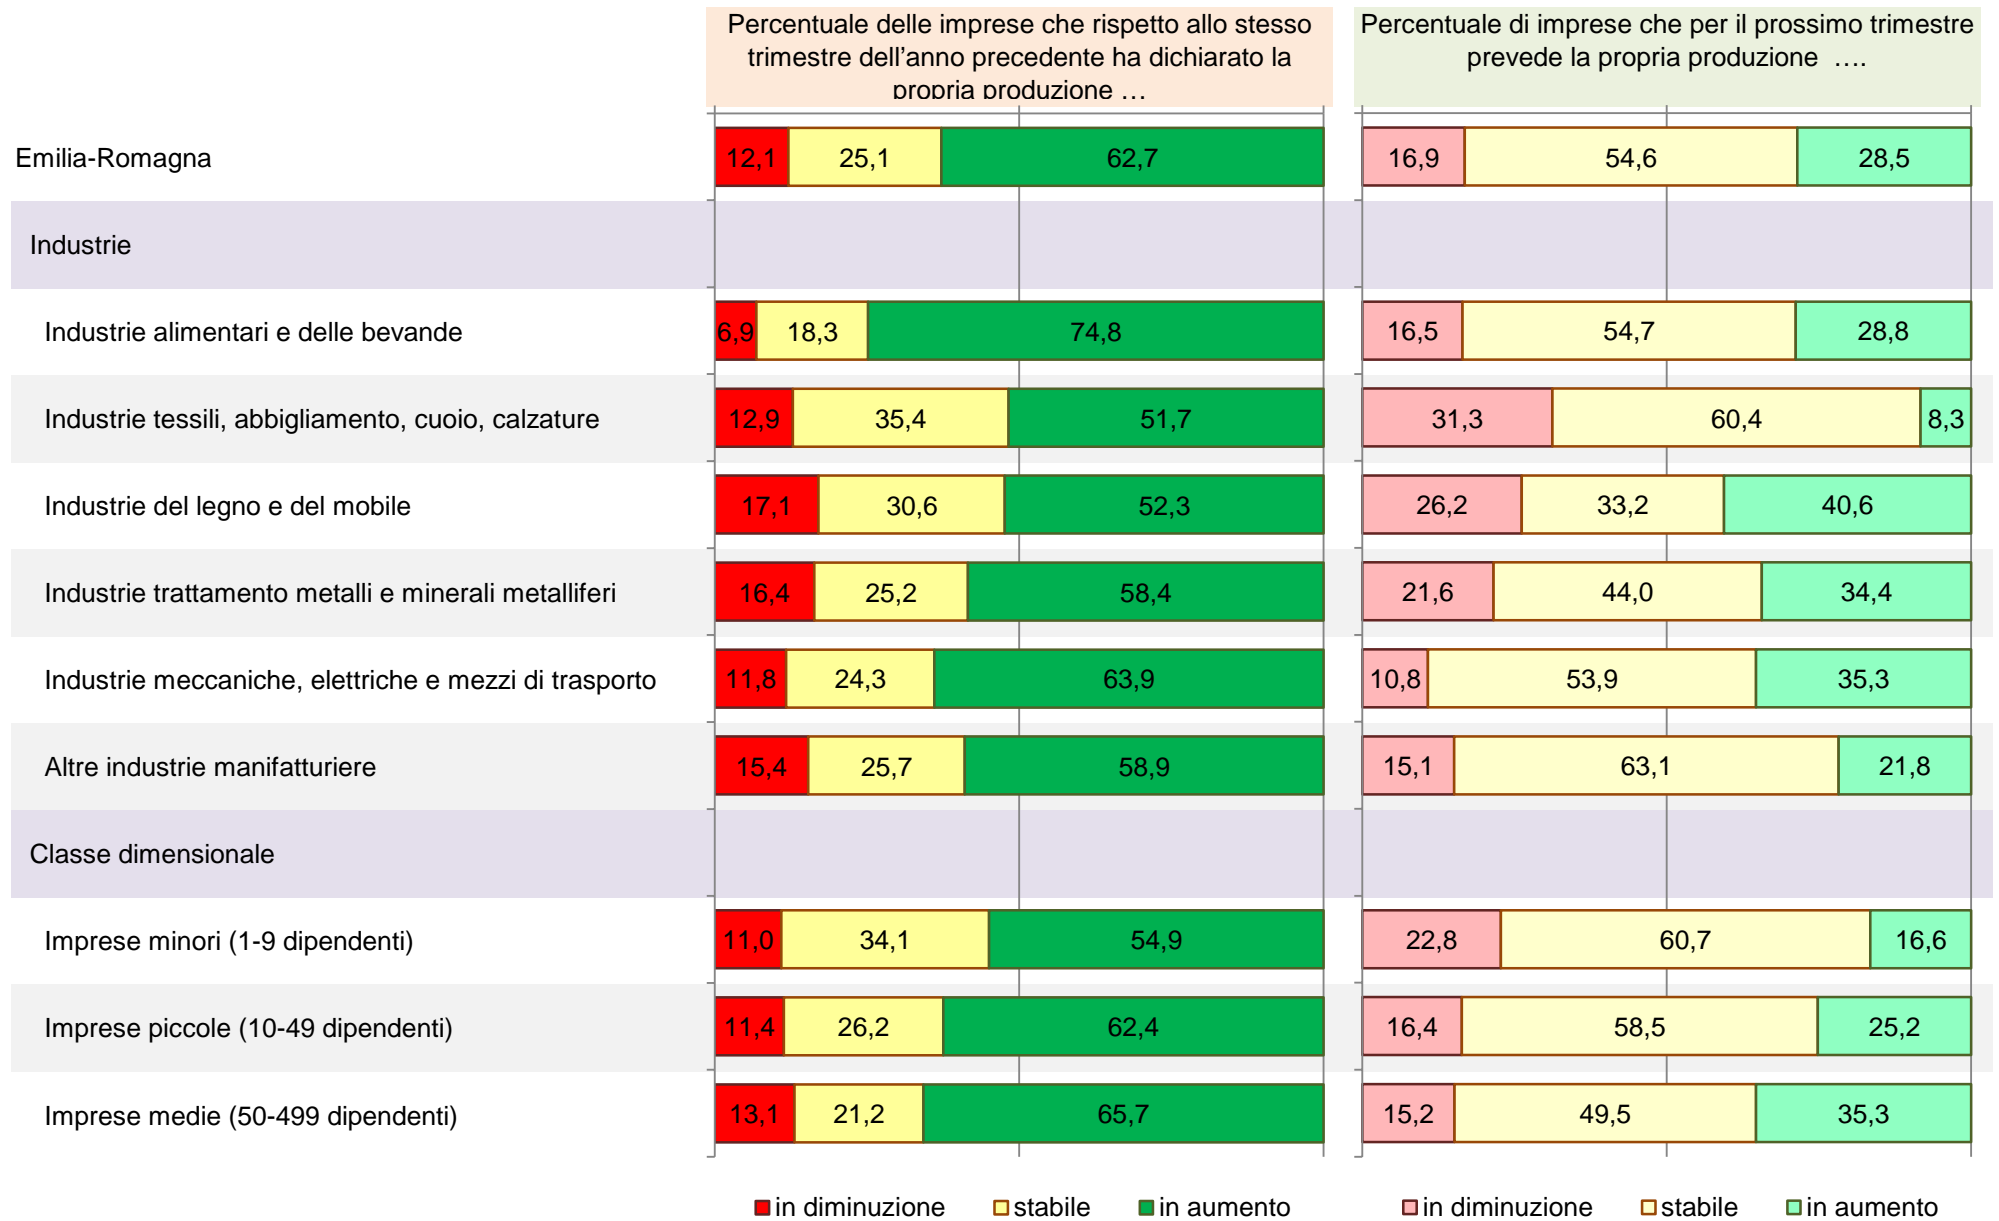 Percentuale delle imprese che rispetto allo stesso
trimestre dell'anno precedente ha dichiarato la
propria produzione …
Percentuale di imprese che per il prossimo trimestre
prevede la propria produzione ….
Emilia-Romagna
12,1 25,1 62,7 16,9 54,6 28,5
Industrie
Industrie alimentari e delle bevande
6,9 18,3 74,8 16,5 54,7 28,8
Industrie tessili, abbigliamento, cuoio, calzature
12,9 35,4 51,7 31,3 60,4 8,3
Industrie del legno e del mobile
17,1 30,6 52,3 26,2 33,2 40,6
Industrie trattamento metalli e minerali metalliferi
16,4 25,2 58,4 21,6 44,0 34,4
Industrie meccaniche, elettriche e mezzi di trasporto
11,8 24,3 63,9 10,8 53,9 35,3
Altre industrie manifatturiere
15,4 25,7 58,9 15,1 63,1 21,8
Classe dimensionale
Imprese minori (1-9 dipendenti)
11,0 34,1 54,9 22,8 60,7 16,6
Imprese piccole (10-49 dipendenti)
11,4 26,2 62,4 16,4 58,5 25,2
Imprese medie (50-499 dipendenti)
13,1 21,2 65,7 15,2 49,5 35,3
in diminuzione stabile in aumento
in diminuzione stabile in aumento